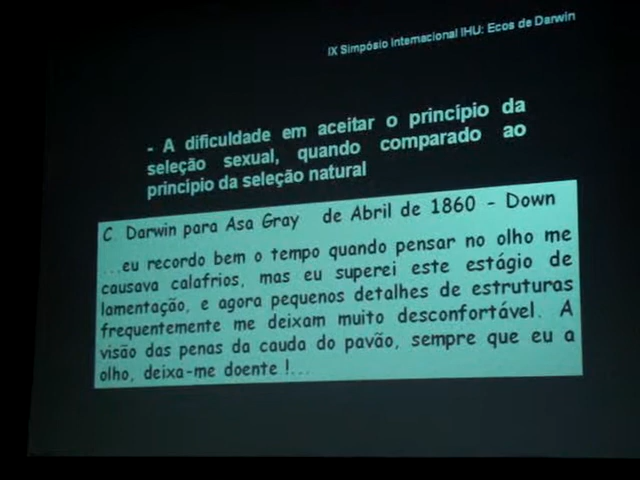 IX Simpósio Internacional IHU: Ecos de Darwin
- A dificuldade em aceitar o princípio da
seleção sexual, quando comparado ao
princípio da seleção natural
C. Darwin para Asa Gray de Abril de 1860 - Down
...eu recordo bem o tempo quando pensar no olho me
causava calafrios, mas eu superei este estágio de
lamentação, e agora pequenos detalhes de estruturas
frequentemente me deixam muito desconfortável. A
visão das penas da cauda do pavão, sempre que eu a
olho, deixa-me doente !...